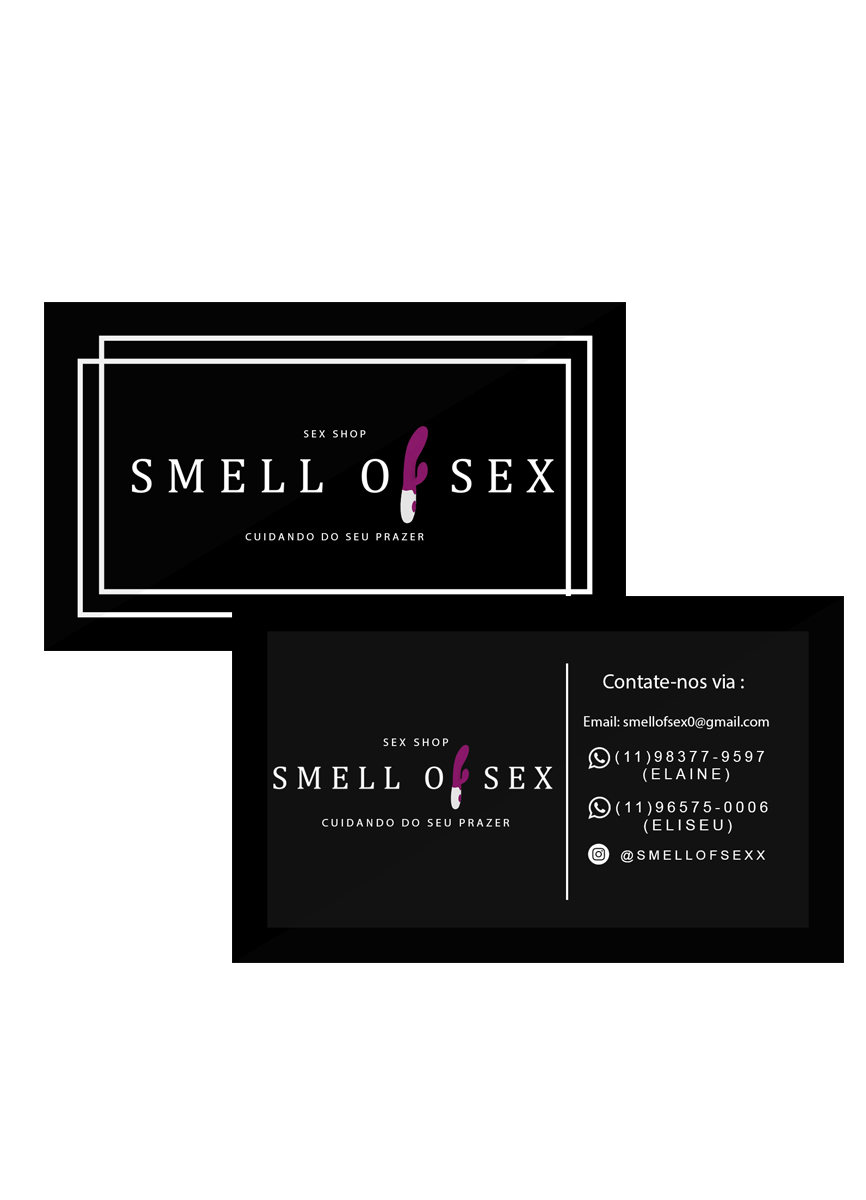 SEX SHOP
SMELL OF SEX
CUIDANDO DO SEU PRAZER
Contate-nos via :
Email: smellofsex0@gmail.com
SEX SHOP
SMELL OF SEX
CUIDANDO DO SEU PRAZER
(11)98377-9597
(ELAINE)
(11)96575-0006
(ELISEU)
@SMELLOFSEXX